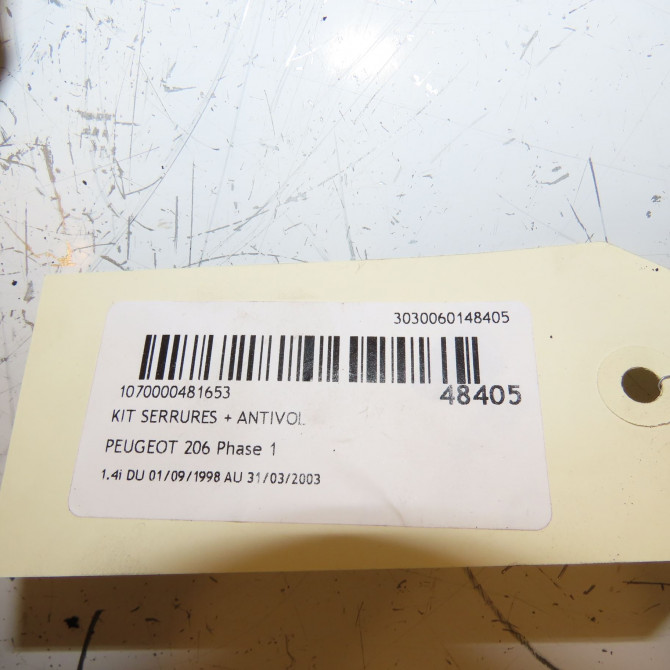 3030060148405
1070000481653
48405
KIT SERRURES + ANTIVOL
PEUGEOT 206 Phase 1
1.4i DU 01/09/1998 AU 31/03/2003